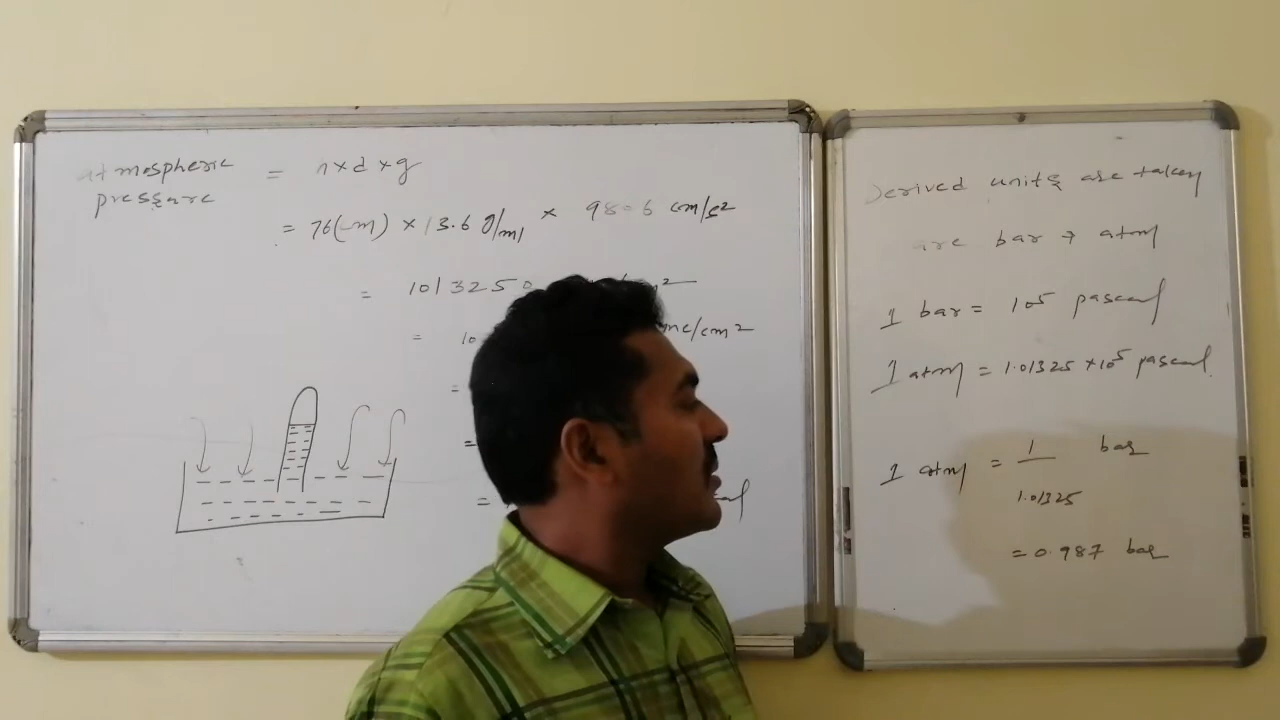 atmospheric = h×d×g
pressure
= 76(cm) × 13.6 g/ml × 980.6 cm/s²
= 1013250
= 10 dyne/cm²
=
=
=
Derived units are taken
are bar & atm
1 bar = 10⁵ pascal
1 atm = 1.01325 × 10⁵ pascal
1 atm = 1 bar
1.01325
= 0.987 bar